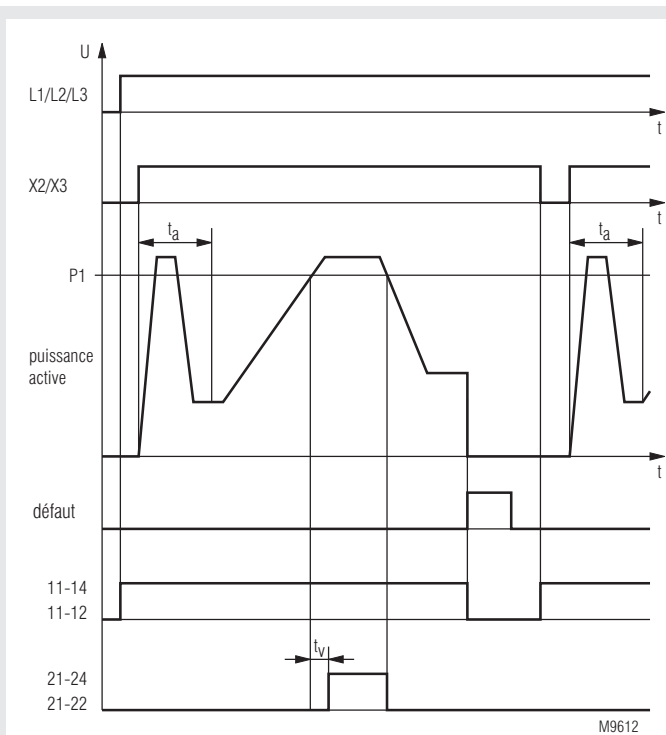 U
L1/L2/L3
t
X2/X3
t
ta
ta
P1
puissance
active
t
défaut
11-14
11-12
tv
21-24
21-22
M9612